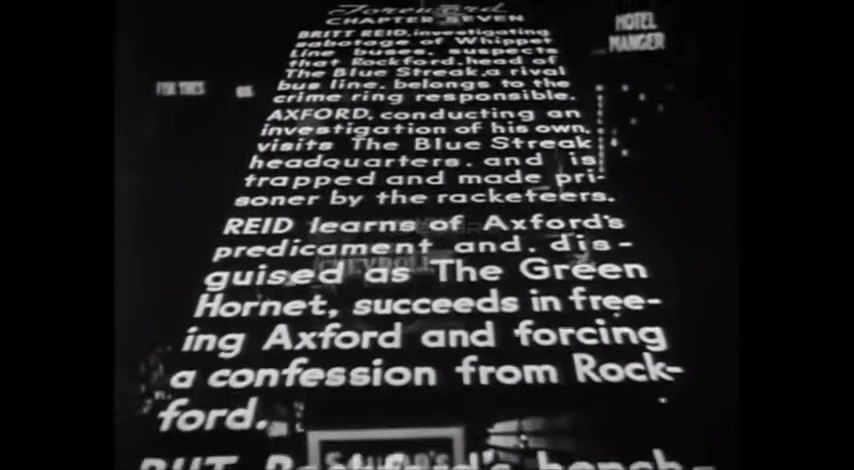 Foreword
CHAPTER SEVEN
HOTEL
MANGER
BRITT REID, investigating
sabotage of Whippet
Line buses, suspects
that Rockford, head of
The Blue Streak, a rival
bus line, belongs to the
crime ring responsible.
AXFORD, conducting an
investigation of his own,
visits The Blue Streak
headquarters, and is
trapped and made pri-
soner by the racketeers.
REID learns of Axford's
predicament and, dis-
guised as The Green
Hornet, succeeds in free-
ing Axford and forcing
a confession from Rock-
ford.
BUT Rockford's hench-